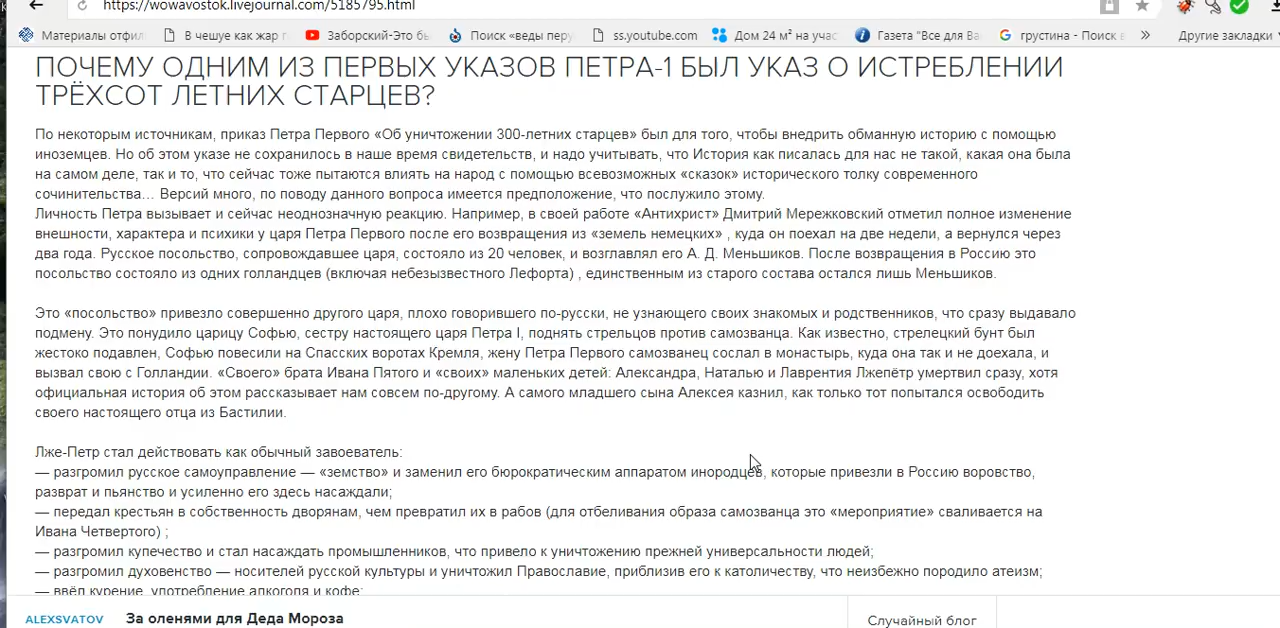 https://wowavostok.livejournal.com/5185795.html
Материалы отфил В чешуе как жар г Заборский-Это бь Поиск «веды перу ss.youtube.com Дом 24 м² на учас Газета "Все для Ва грустина - Поиск в » Другие закладки
ПОЧЕМУ ОДНИМ ИЗ ПЕРВЫХ УКАЗОВ ПЕТРА-1 БЫЛ УКАЗ О ИСТРЕБЛЕНИИ
ТРЁХСОТ ЛЕТНИХ СТАРЦЕВ?
По некоторым источникам, приказ Петра Первого «Об уничтожении 300-летних старцев» был для того, чтобы внедрить обманную историю с помощью
иноземцев. Но об этом указе не сохранилось в наше время свидетельств, и надо учитывать, что История как писалась для нас не такой, какая она была
на самом деле, так и то, что сейчас тоже пытаются влиять на народ с помощью всевозможных «сказок» исторического толку современного
сочинительства... Версий много, по поводу данного вопроса имеется предположение, что послужило этому.
Личность Петра вызывает и сейчас неоднозначную реакцию. Например, в своей работе «Антихрист» Дмитрий Мережковский отметил полное изменение
внешности, характера и психики у царя Петра Первого после его возвращения из «земель немецких» , куда он поехал на две недели, а вернулся через
два года. Русское посольство, сопровождавшее царя, состояло из 20 человек, и возглавлял его А. Д. Меньшиков. После возвращения в Россию это
посольство состояло из одних голландцев (включая небезызвестного Лефорта) , единственным из старого состава остался лишь Меньшиков.
Это «посольство» привезло совершенно другого царя, плохо говорившего по-русски, не узнающего своих знакомых и родственников, что сразу выдавало
подмену. Это понудило царицу Софью, сестру настоящего царя Петра I, поднять стрельцов против самозванца. Как известно, стрелецкий бунт был
жестоко подавлен, Софью повесили на Спасских воротах Кремля, жену Петра Первого самозванец сослал в монастырь, куда она так и не доехала, и
вызвал свою с Голландии. «Своего» брата Ивана Пятого и «своих» маленьких детей: Александра, Наталью и Лаврентия Лжепётр умертвил сразу, хотя
официальная история об этом рассказывает нам совсем по-другому. А самого младшего сына Алексея казнил, как только тот попытался освободить
своего настоящего отца из Бастилии.
Лже-Петр стал действовать как обычный завоеватель:
— разгромил русское самоуправление — «земство» и заменил его бюрократическим аппаратом инородцев, которые привезли в Россию воровство,
разврат и пьянство и усиленно его здесь насаждали;
— передал крестьян в собственность дворянам, чем превратил их в рабов (для отбеливания образа самозванца это «мероприятие» сваливается на
Ивана Четвертого) ;
— разгромил купечество и стал насаждать промышленников, что привело к уничтожению прежней универсальности людей;
— разгромил духовенство — носителей русской культуры и уничтожил Православие, приблизив его к католичеству, что неизбежно породило атеизм;
— ввёл курение, употребление алкоголя и кофе;
ALEXSVATOV За оленями для Деда Мороза Случайный блог